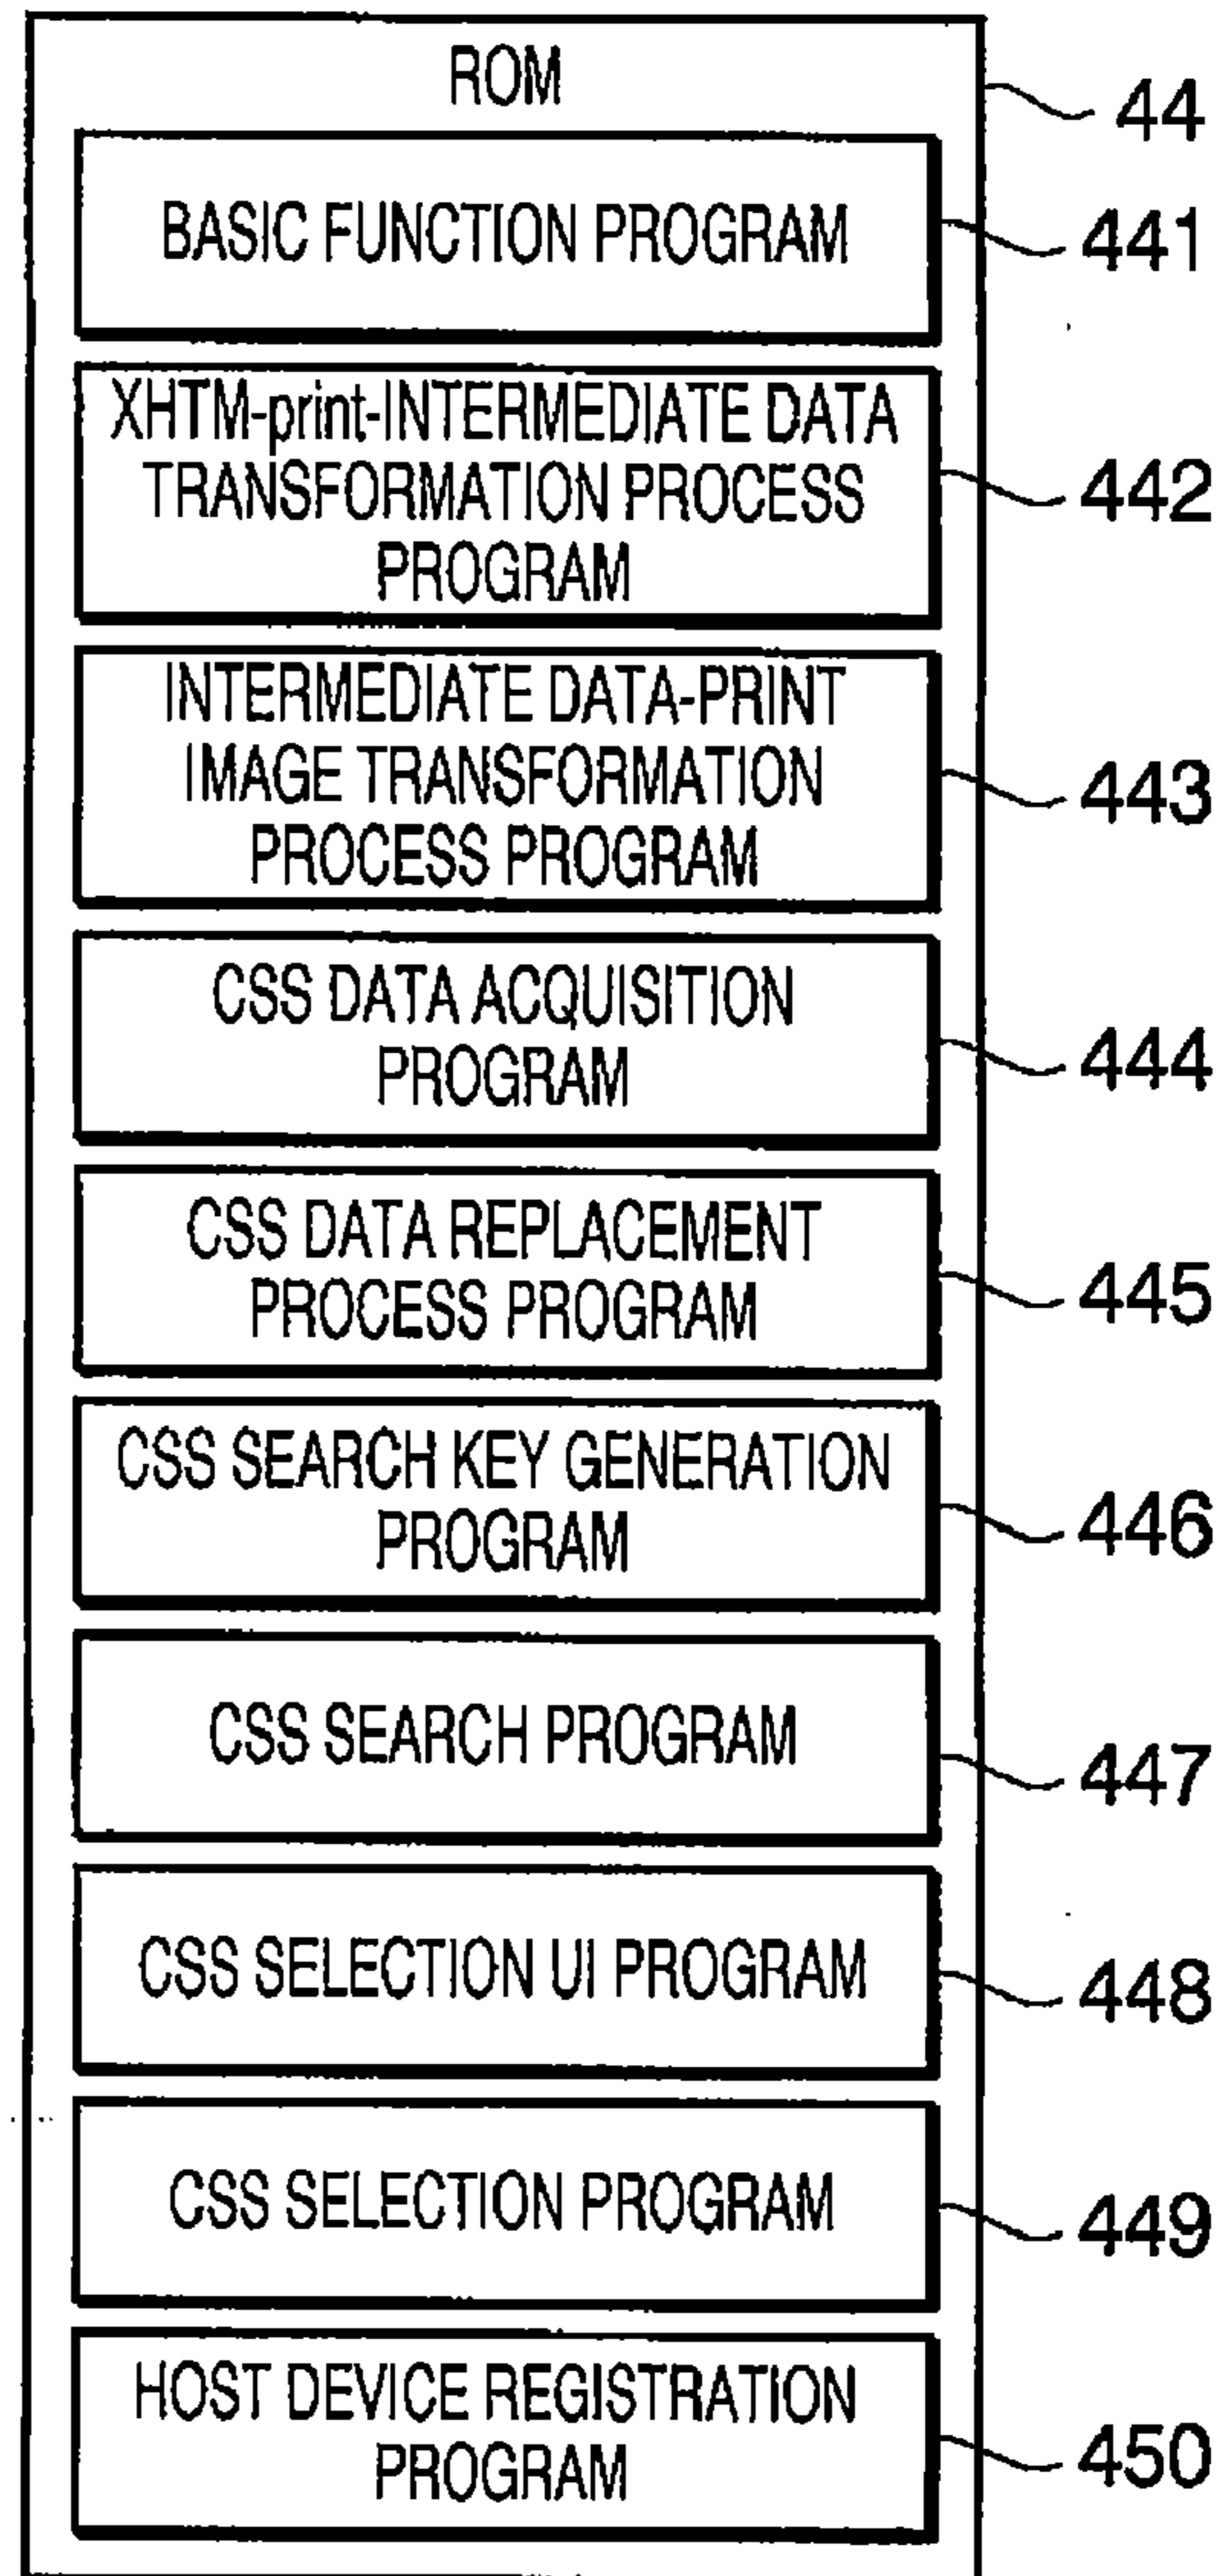 ROM
44
BASIC FUNCTION PROGRAM
441
XHTM-print-INTERMEDIATE DATA
TRANSFORMATION PROCESS
PROGRAM
442
INTERMEDIATE DATA-PRINT
IMAGE TRANSFORMATION
PROCESS PROGRAM
443
CSS DATA ACQUISITION
PROGRAM
444
CSS DATA REPLACEMENT
PROCESS PROGRAM
445
CSS SEARCH KEY GENERATION
PROGRAM
446
CSS SEARCH PROGRAM
447
CSS SELECTION UI PROGRAM
448
CSS SELECTION PROGRAM
449
HOST DEVICE REGISTRATION
PROGRAM
450